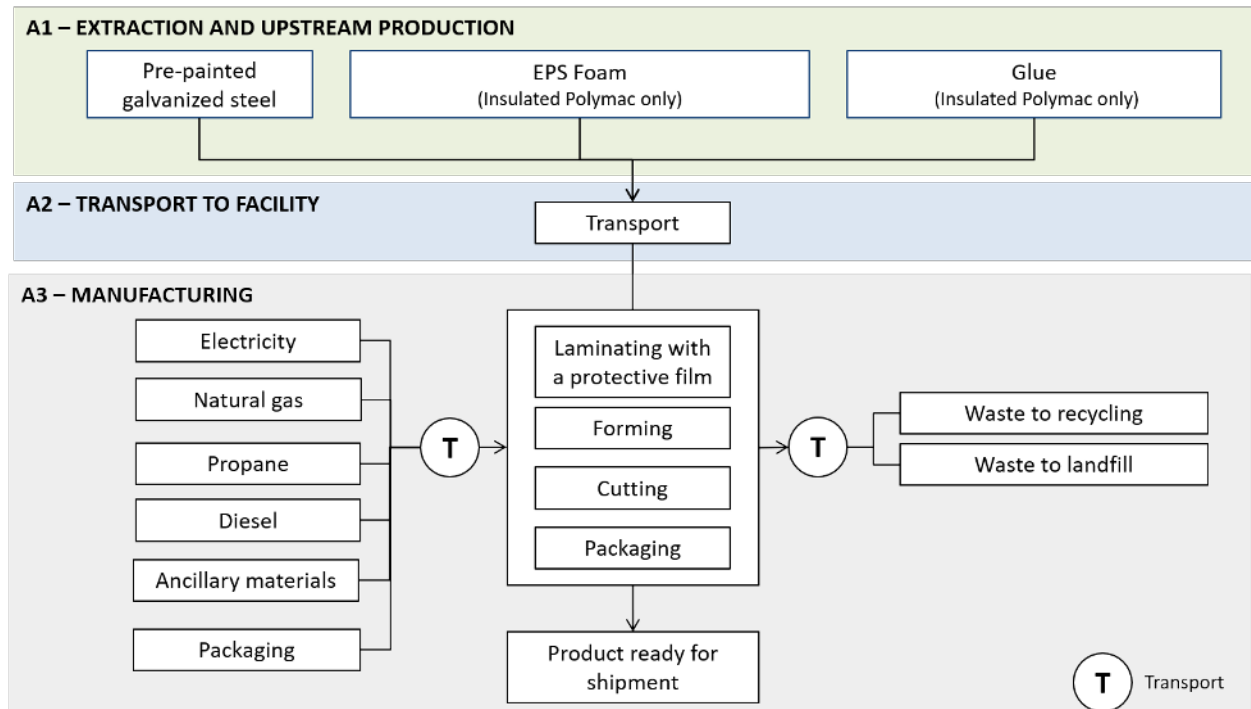 A1 – EXTRACTION AND UPSTREAM PRODUCTION
Pre-painted
galvanized steel
EPS Foam
(Insulated Polymac only)
Glue
(Insulated Polymac only)
A2 – TRANSPORT TO FACILITY
Transport
A3 – MANUFACTURING
Electricity
Natural gas
Propane
Diesel
Ancillary materials
Packaging
T
Laminating with
a protective film
Forming
Cutting
Packaging
T
Waste to recycling
Waste to landfill
Product ready for
shipment
T Transport